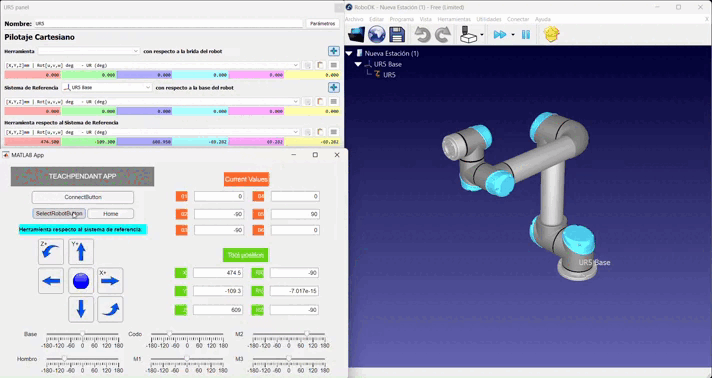 UR5 panel
Nombre: UR5
Parámetros
Pilotaje Cartesiano
Herramienta
con respecto a la brida del robot
[X,Y,Z]mm | Rot[u,v,w] deg - UR (deg)
0.000 0.000 0.000 0.000 0.000 0.000
Sistema de Referencia
UR5 Base
con respecto a la base del robot
[X,Y,Z]mm | Rot[u,v,w] deg - UR (deg)
0.000 0.000 0.000 0.000 0.000 0.000
Herramienta respecto al Sistema de Referencia
[X,Y,Z]mm | Rot[u,v,w] deg - UR (deg)
474.500 -109.300 608.950 -69.282 69.282 -69.282
MATLAB App
TEACHPENDANT APP
ConnectButton
SelectRobotButton
Home
Herramienta respecto al sistema de referencia:
Z+
Y+
X+
Current Values:
0
0
-90
90
-90
0
Tool position
X
474.5
-90
Y
-109.3
-7.017e-15
609
-90
Base
-180 -120 -60 0 60 120 180
Codo
-180 -120 -60 0 60 120 180
M2
-180 -120 -60 0 60 120 180
Hombro
-180 -120 -60 0 60 120 180
M1
-180 -120 -60 0 60 120 180
M3
-180 -120 -60 0 60 120 180
RoboDK - Nueva Estación (1) - Free (Limited)
Archivo Editar Programa Vista Herramientas Utilidades Conectar Ayuda
Nueva Estación (1)
UR5 Base
UR5
UR5 Base